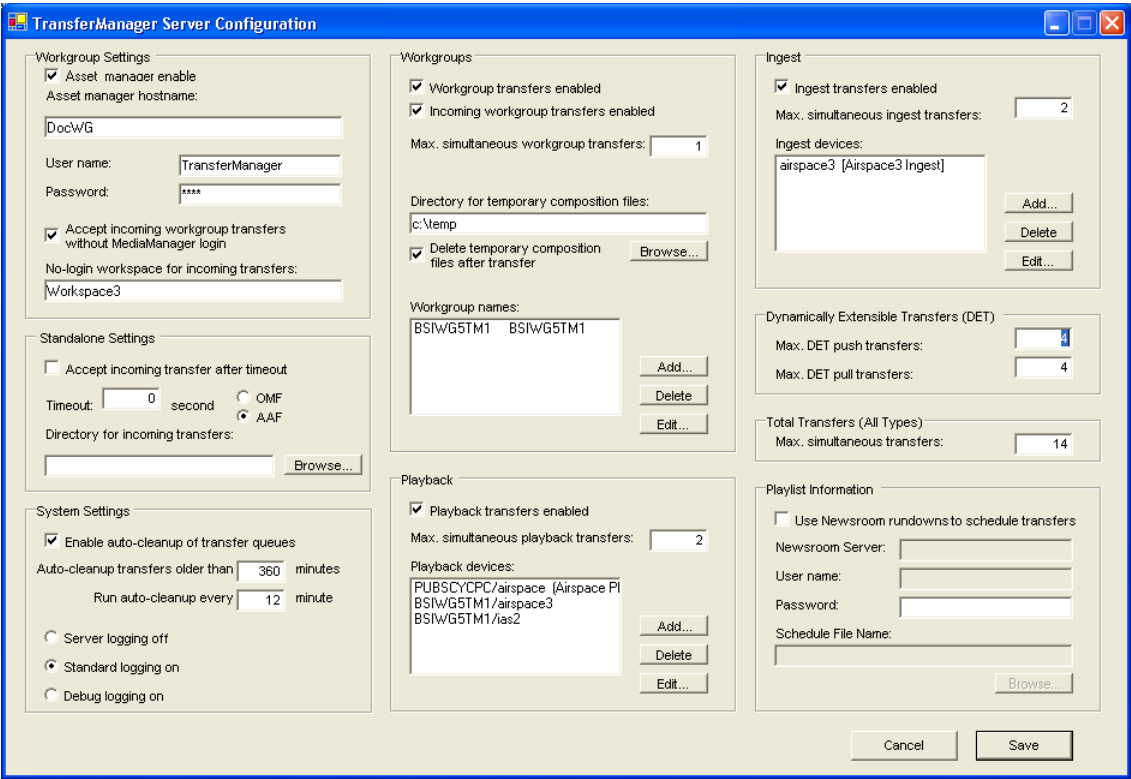 TransferManager Server Configuration
Workgroup Settings
Asset manager enable
Asset manager hostname:
DocWG
User name:
TransferManager
Password:
****
Accept incoming workgroup transfers
without MediaManager login
No-login workspace for incoming transfers:
Workspace3
Standalone Settings
Accept incoming transfer after timeout
Timeout: 0 second
OMF
AAF
Directory for incoming transfers:
Browse...
System Settings
Enable auto-cleanup of transfer queues
Auto-cleanup transfers older than 360 minutes
Run auto-cleanup every 12 minute
Server logging off
Standard logging on
Debug logging on
Workgroups
Workgroup transfers enabled
Incoming workgroup transfers enabled
Max. simultaneous workgroup transfers: 1
Directory for temporary composition files:
c:\temp
Delete temporary composition
files after transfer
Browse...
Workgroup names:
BSIWG5TM1 BSIWG5TM1
Add...
Delete
Edit...
Playback
Playback transfers enabled
Max. simultaneous playback transfers: 2
Playback devices:
PUBSCYCPC/airspace (Airspace Pl
BSIWG5TM1/airspace3
BSIWG5TM1/ias2
Add...
Delete
Edit...
Ingest
Ingest transfers enabled
Max. simultaneous ingest transfers: 2
Ingest devices:
airspace3 [Airspace3 Ingest]
Add...
Delete
Edit...
Dynamically Extensible Transfers (DET)
Max. DET push transfers: 4
Max. DET pull transfers: 4
Total Transfers (All Types)
Max. simultaneous transfers: 14
Playlist Information
Use Newsroom rundowns to schedule transfers
Newsroom Server:
User name:
Password:
Schedule File Name:
Browse...
Cancel
Save